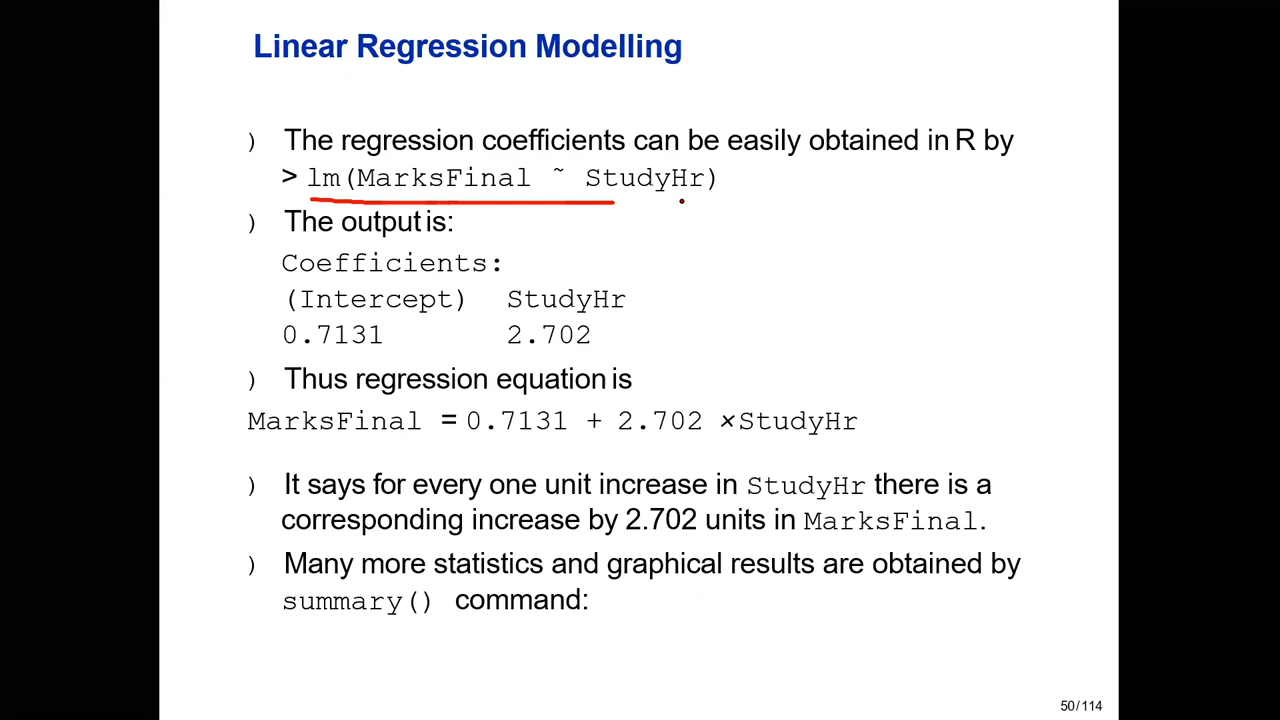 Linear Regression Modelling
) The regression coefficients can be easily obtained in R by
> lm(MarksFinal ~ StudyHr)
) The output is:
Coefficients:
(Intercept) StudyHr
0.7131 2.702
) Thus regression equation is
MarksFinal = 0.7131 + 2.702 ×StudyHr
) It says for every one unit increase in StudyHr there is a
corresponding increase by 2.702 units in MarksFinal.
) Many more statistics and graphical results are obtained by
summary() command:
50/114